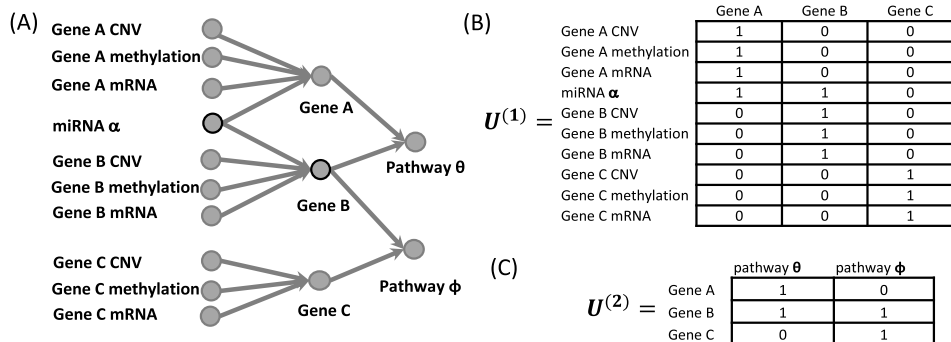 (A)
Gene A CNV
Gene A methylation
Gene A mRNA
miRNA α
Gene B CNV
Gene B methylation
Gene B mRNA
Gene C CNV
Gene C methylation
Gene C mRNA
Gene A
Gene B
Gene C
Pathway θ
Pathway ϕ
(B)
U(1) =
Gene A Gene B Gene C
Gene A CNV 1 0 0
Gene A methylation 1 0 0
Gene A mRNA 1 0 0
miRNA α 1 1 0
Gene B CNV 0 1 0
Gene B methylation 0 1 0
Gene B mRNA 0 1 0
Gene C CNV 0 0 1
Gene C methylation 0 0 1
Gene C mRNA 0 0 1
(C)
U(2) =
pathway θ pathway ϕ
Gene A 1 0
Gene B 1 1
Gene C 0 1